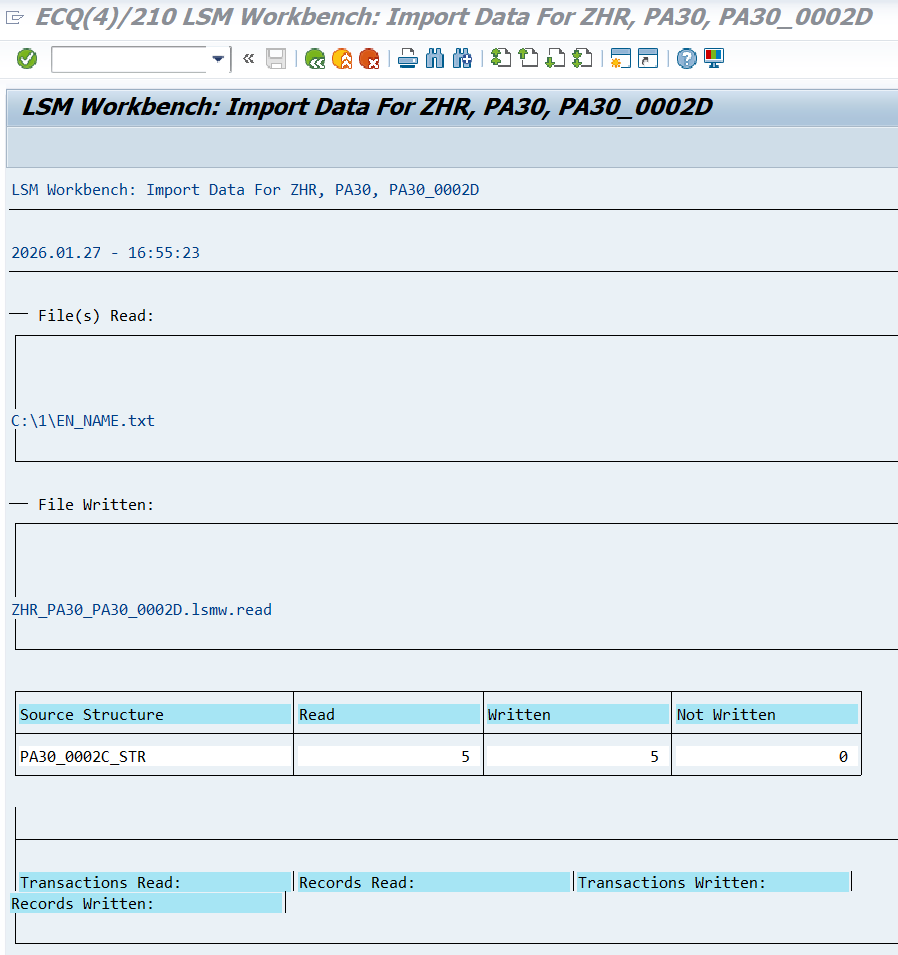 ECQ(4)/210 LSM Workbench: Import Data For ZHR, PA30, PA30_0002D
LSM Workbench: Import Data For ZHR, PA30, PA30_0002D
LSM Workbench: Import Data For ZHR, PA30, PA30_0002D
2026.01.27 - 16:55:23
File(s) Read:
C:\1\EN_NAME.txt
File Written:
ZHR_PA30_PA30_0002D.lsmw.read
Source Structure Read Written Not Written
PA30_0002C_STR 5 5 0
Transactions Read: Records Read: Transactions Written:
Records Written: